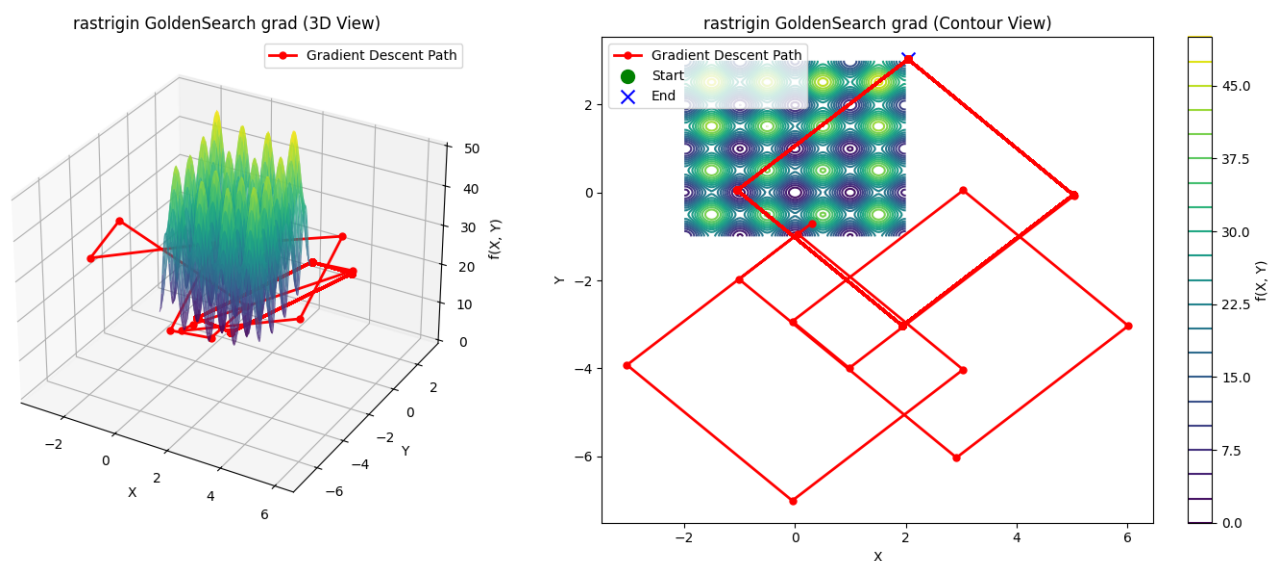 rastrigin GoldenSearch grad (3D View)
Gradient Descent Path
50
40
30
20
10
0
f(X, Y)
2
0
−2
−4
−6
Y
−2
0
2
4
6
X
rastrigin GoldenSearch grad (Contour View)
Gradient Descent Path
Start
End
2
0
−2
−4
−6
Y
−2
0
2
4
6
X
45.0
37.5
30.0
22.5
15.0
7.5
0.0
f(X, Y)